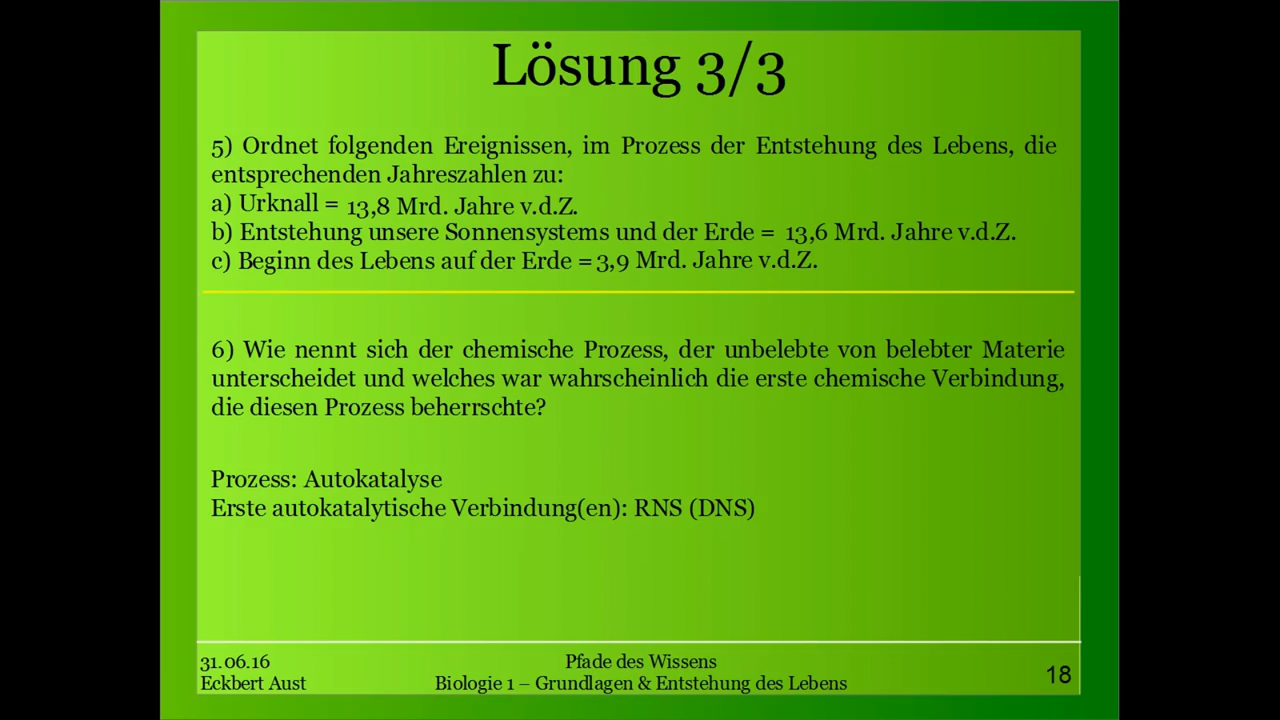 Lösung 3/3
5) Ordnet folgenden Ereignissen, im Prozess der Entstehung des Lebens, die
entsprechenden Jahreszahlen zu:
a) Urknall = 13,8 Mrd. Jahre v.d.Z.
b) Entstehung unsere Sonnensystems und der Erde = 13,6 Mrd. Jahre v.d.Z.
c) Beginn des Lebens auf der Erde = 3,9 Mrd. Jahre v.d.Z.
6) Wie nennt sich der chemische Prozess, der unbelebte von belebter Materie
unterscheidet und welches war wahrscheinlich die erste chemische Verbindung,
die diesen Prozess beherrschte?
Prozess: Autokatalyse
Erste autokatalytische Verbindung(en): RNS (DNS)
31.06.16
Eckbert Aust
Pfade des Wissens
Biologie 1 – Grundlagen & Entstehung des Lebens
18